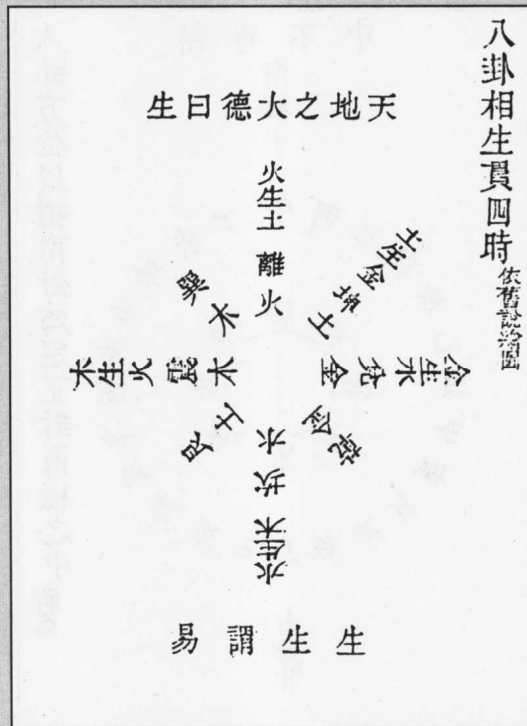 八卦相生貫四時 依舊說爲圖
天地之大德曰生
火生土 離火
土生金 坤土
金生水 兌金
乾金
水生木 坎水
艮土
木生火 震木
巽木
生生謂易